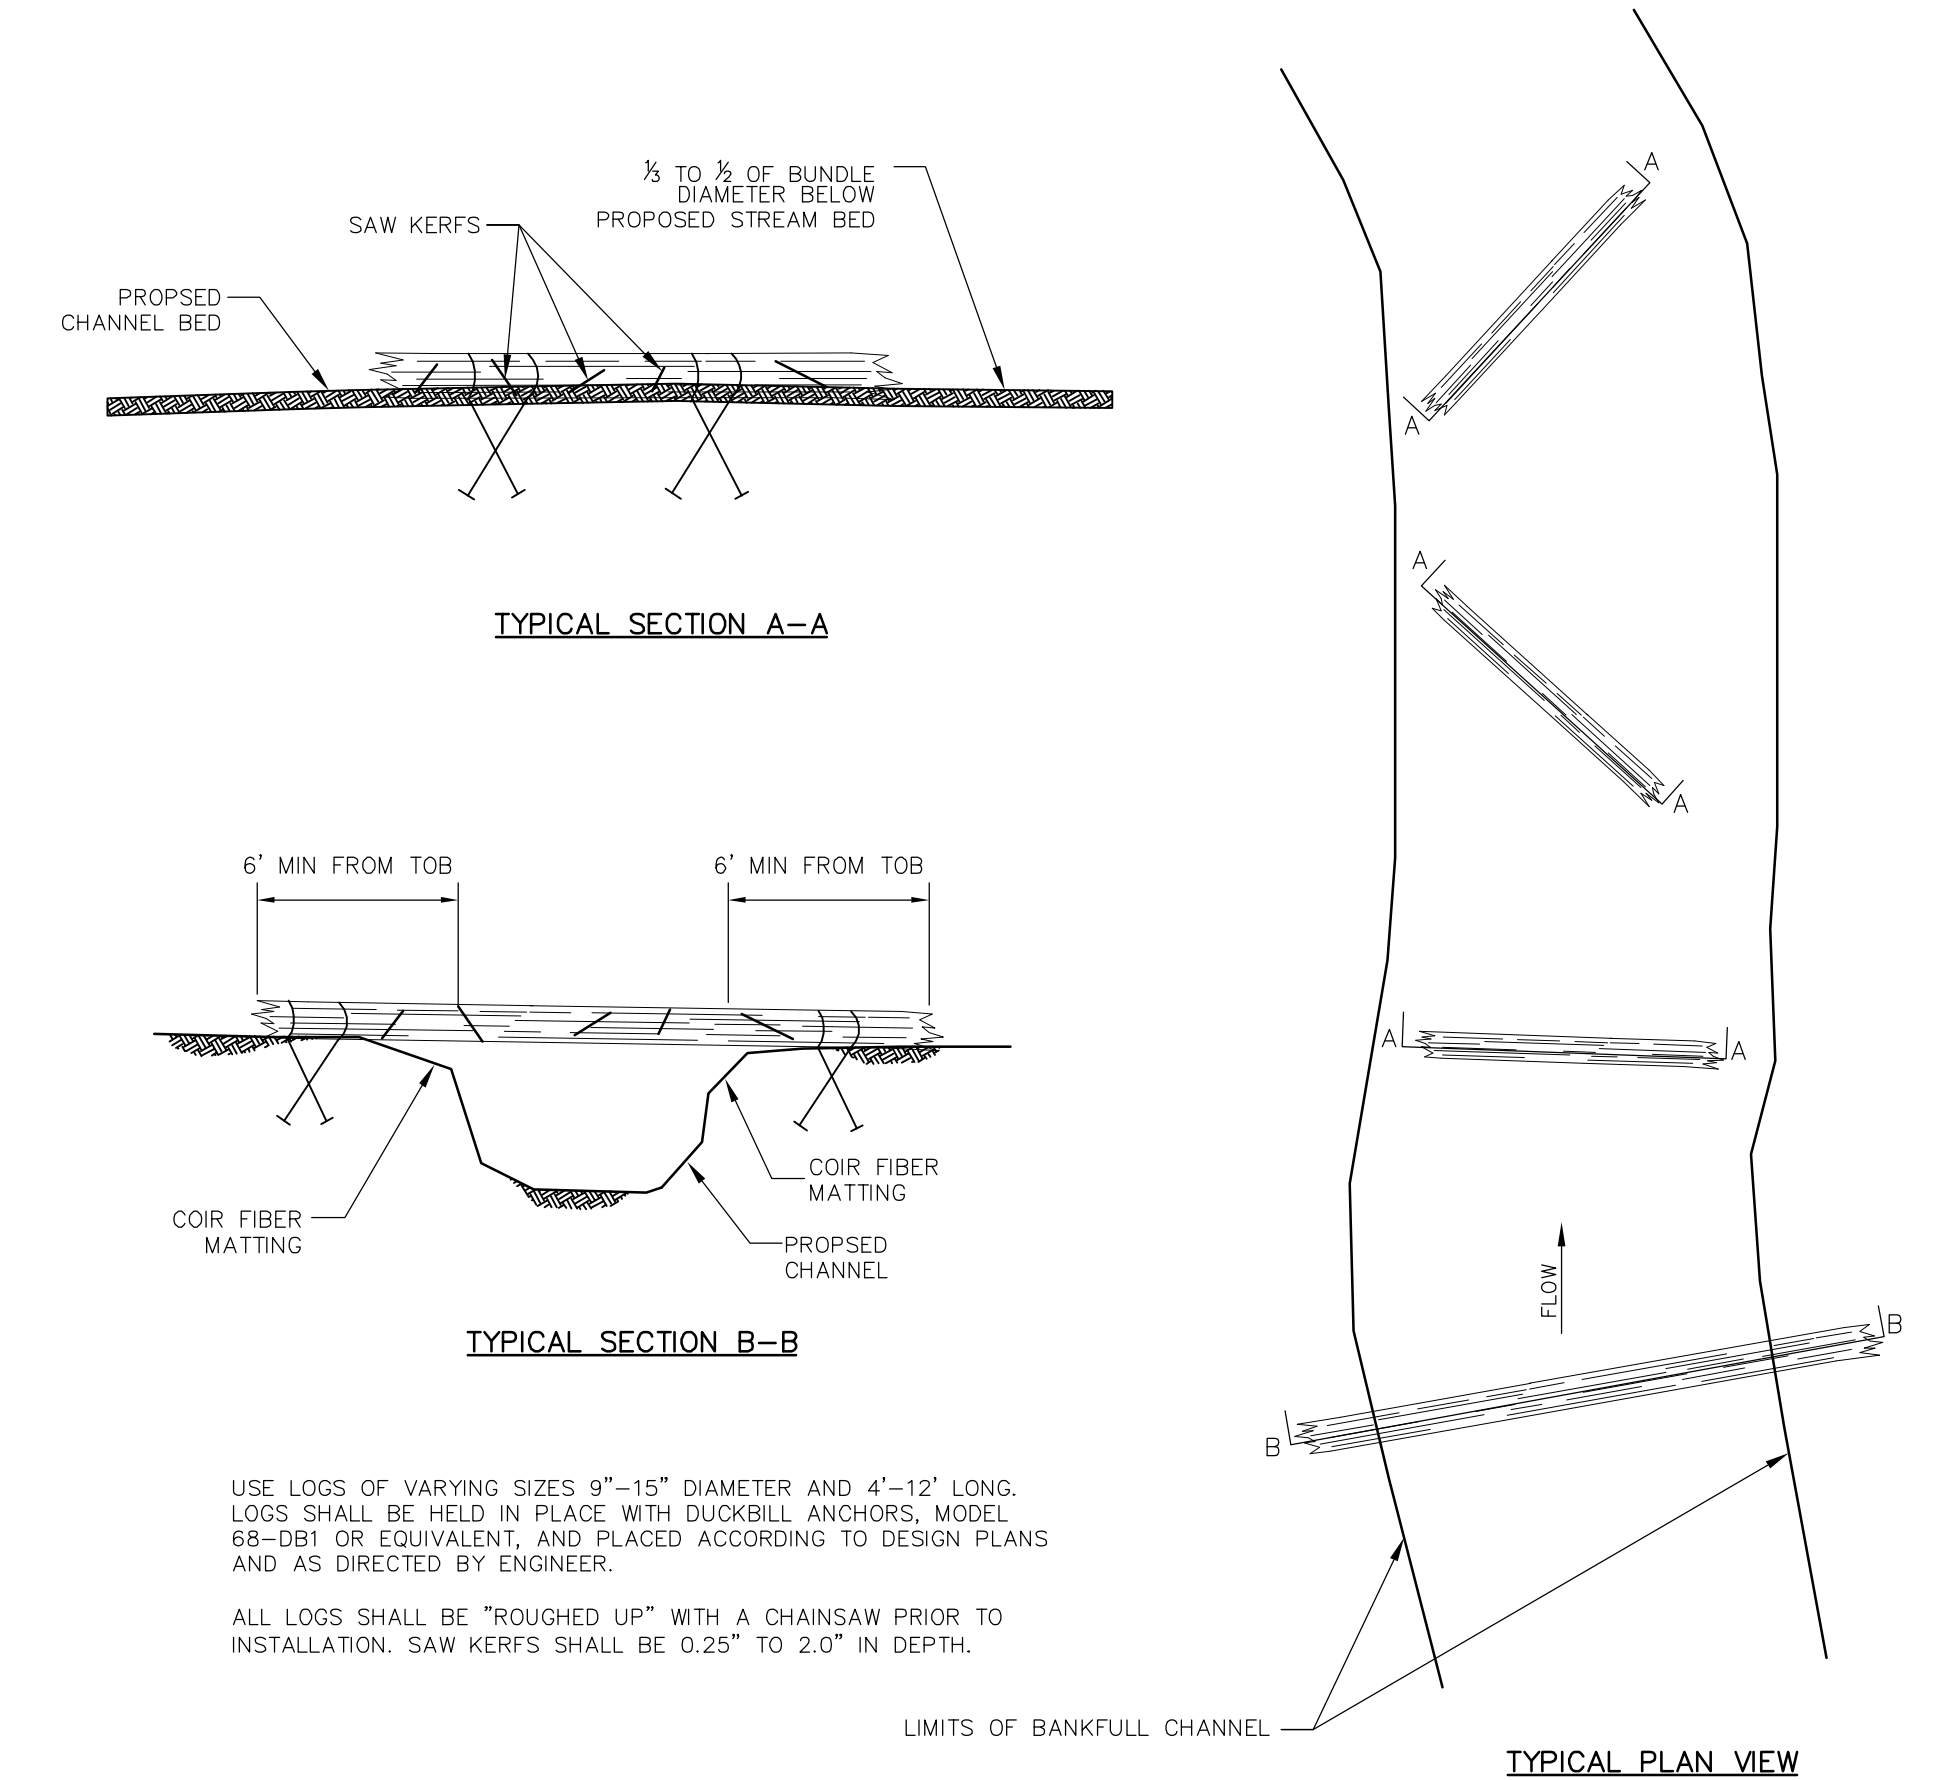 ⅓ TO ½ OF BUNDLE
DIAMETER BELOW
PROPOSED STREAM BED
SAW KERFS
PROPSED
CHANNEL BED
TYPICAL SECTION A-A
6' MIN FROM TOB
6' MIN FROM TOB
COIR FIBER
MATTING
COIR FIBER
MATTING
PROPSED
CHANNEL
TYPICAL SECTION B-B
USE LOGS OF VARYING SIZES 9"-15" DIAMETER AND 4'-12' LONG.
LOGS SHALL BE HELD IN PLACE WITH DUCKBILL ANCHORS, MODEL
68-DB1 OR EQUIVALENT, AND PLACED ACCORDING TO DESIGN PLANS
AND AS DIRECTED BY ENGINEER.
ALL LOGS SHALL BE "ROUGHED UP" WITH A CHAINSAW PRIOR TO
INSTALLATION. SAW KERFS SHALL BE 0.25" TO 2.0" IN DEPTH.
A
A
A
A
A
A
FLOW
B
B
LIMITS OF BANKFULL CHANNEL
TYPICAL PLAN VIEW